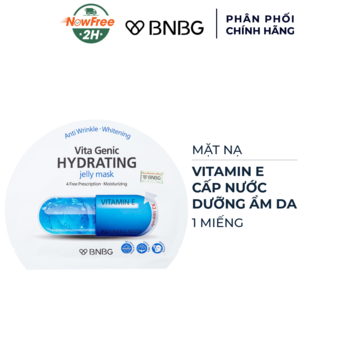 NowFree
2H
BNBG
PHÂN PHỐI
CHÍNH HÃNG
Anti Wrinkle · Whitening
Vita Genic
HYDRATING
jelly mask
4 Free Prescription · Moisturizing
BNBG
VITAMIN E
BNBG
MẶT NẠ
VITAMIN E
CẤP NƯỚC
DƯỠNG ẨM DA
1 MIẾNG